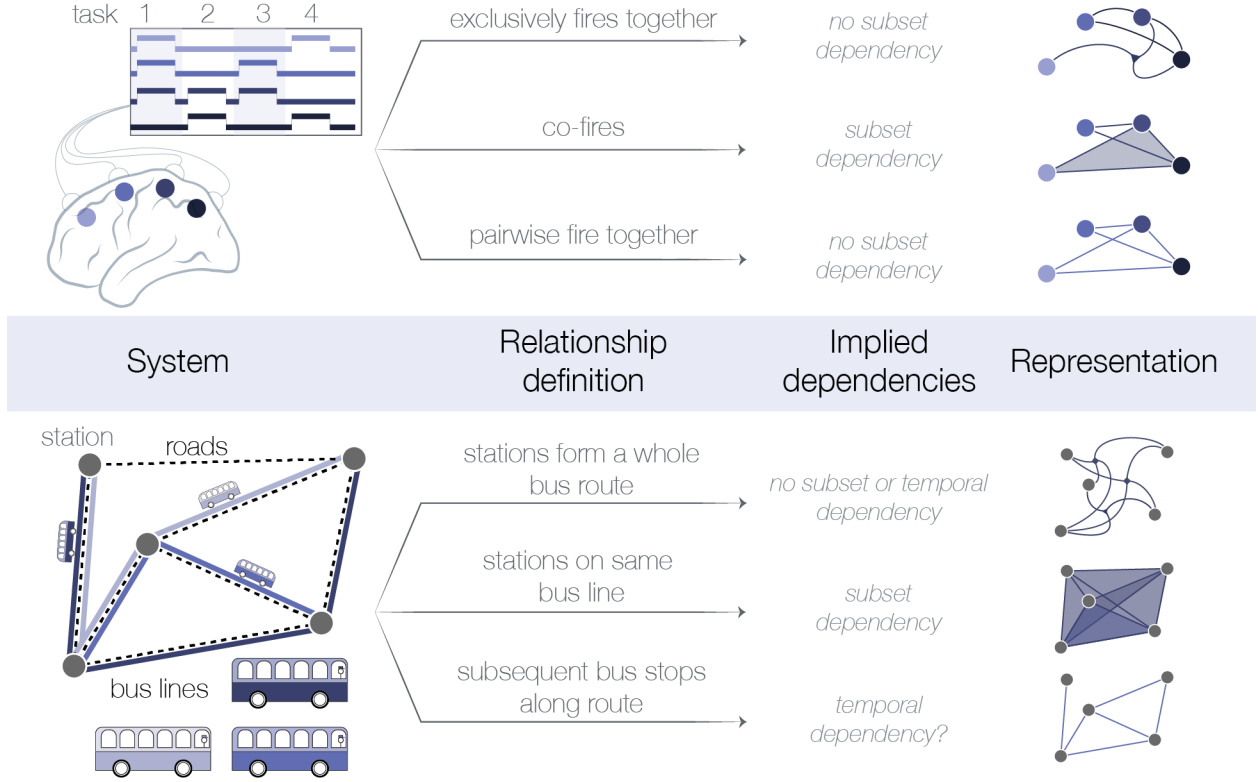 task 1 2 3 4
exclusively fires together
no subset
dependency
co-fires
subset
dependency
pairwise fire together
no subset
dependency
System
Relationship
definition
Implied
dependencies
Representation
station
roads
bus lines
stations form a whole
bus route
no subset or temporal
dependency
stations on same
bus line
subset
dependency
subsequent bus stops
along route
temporal
dependency?